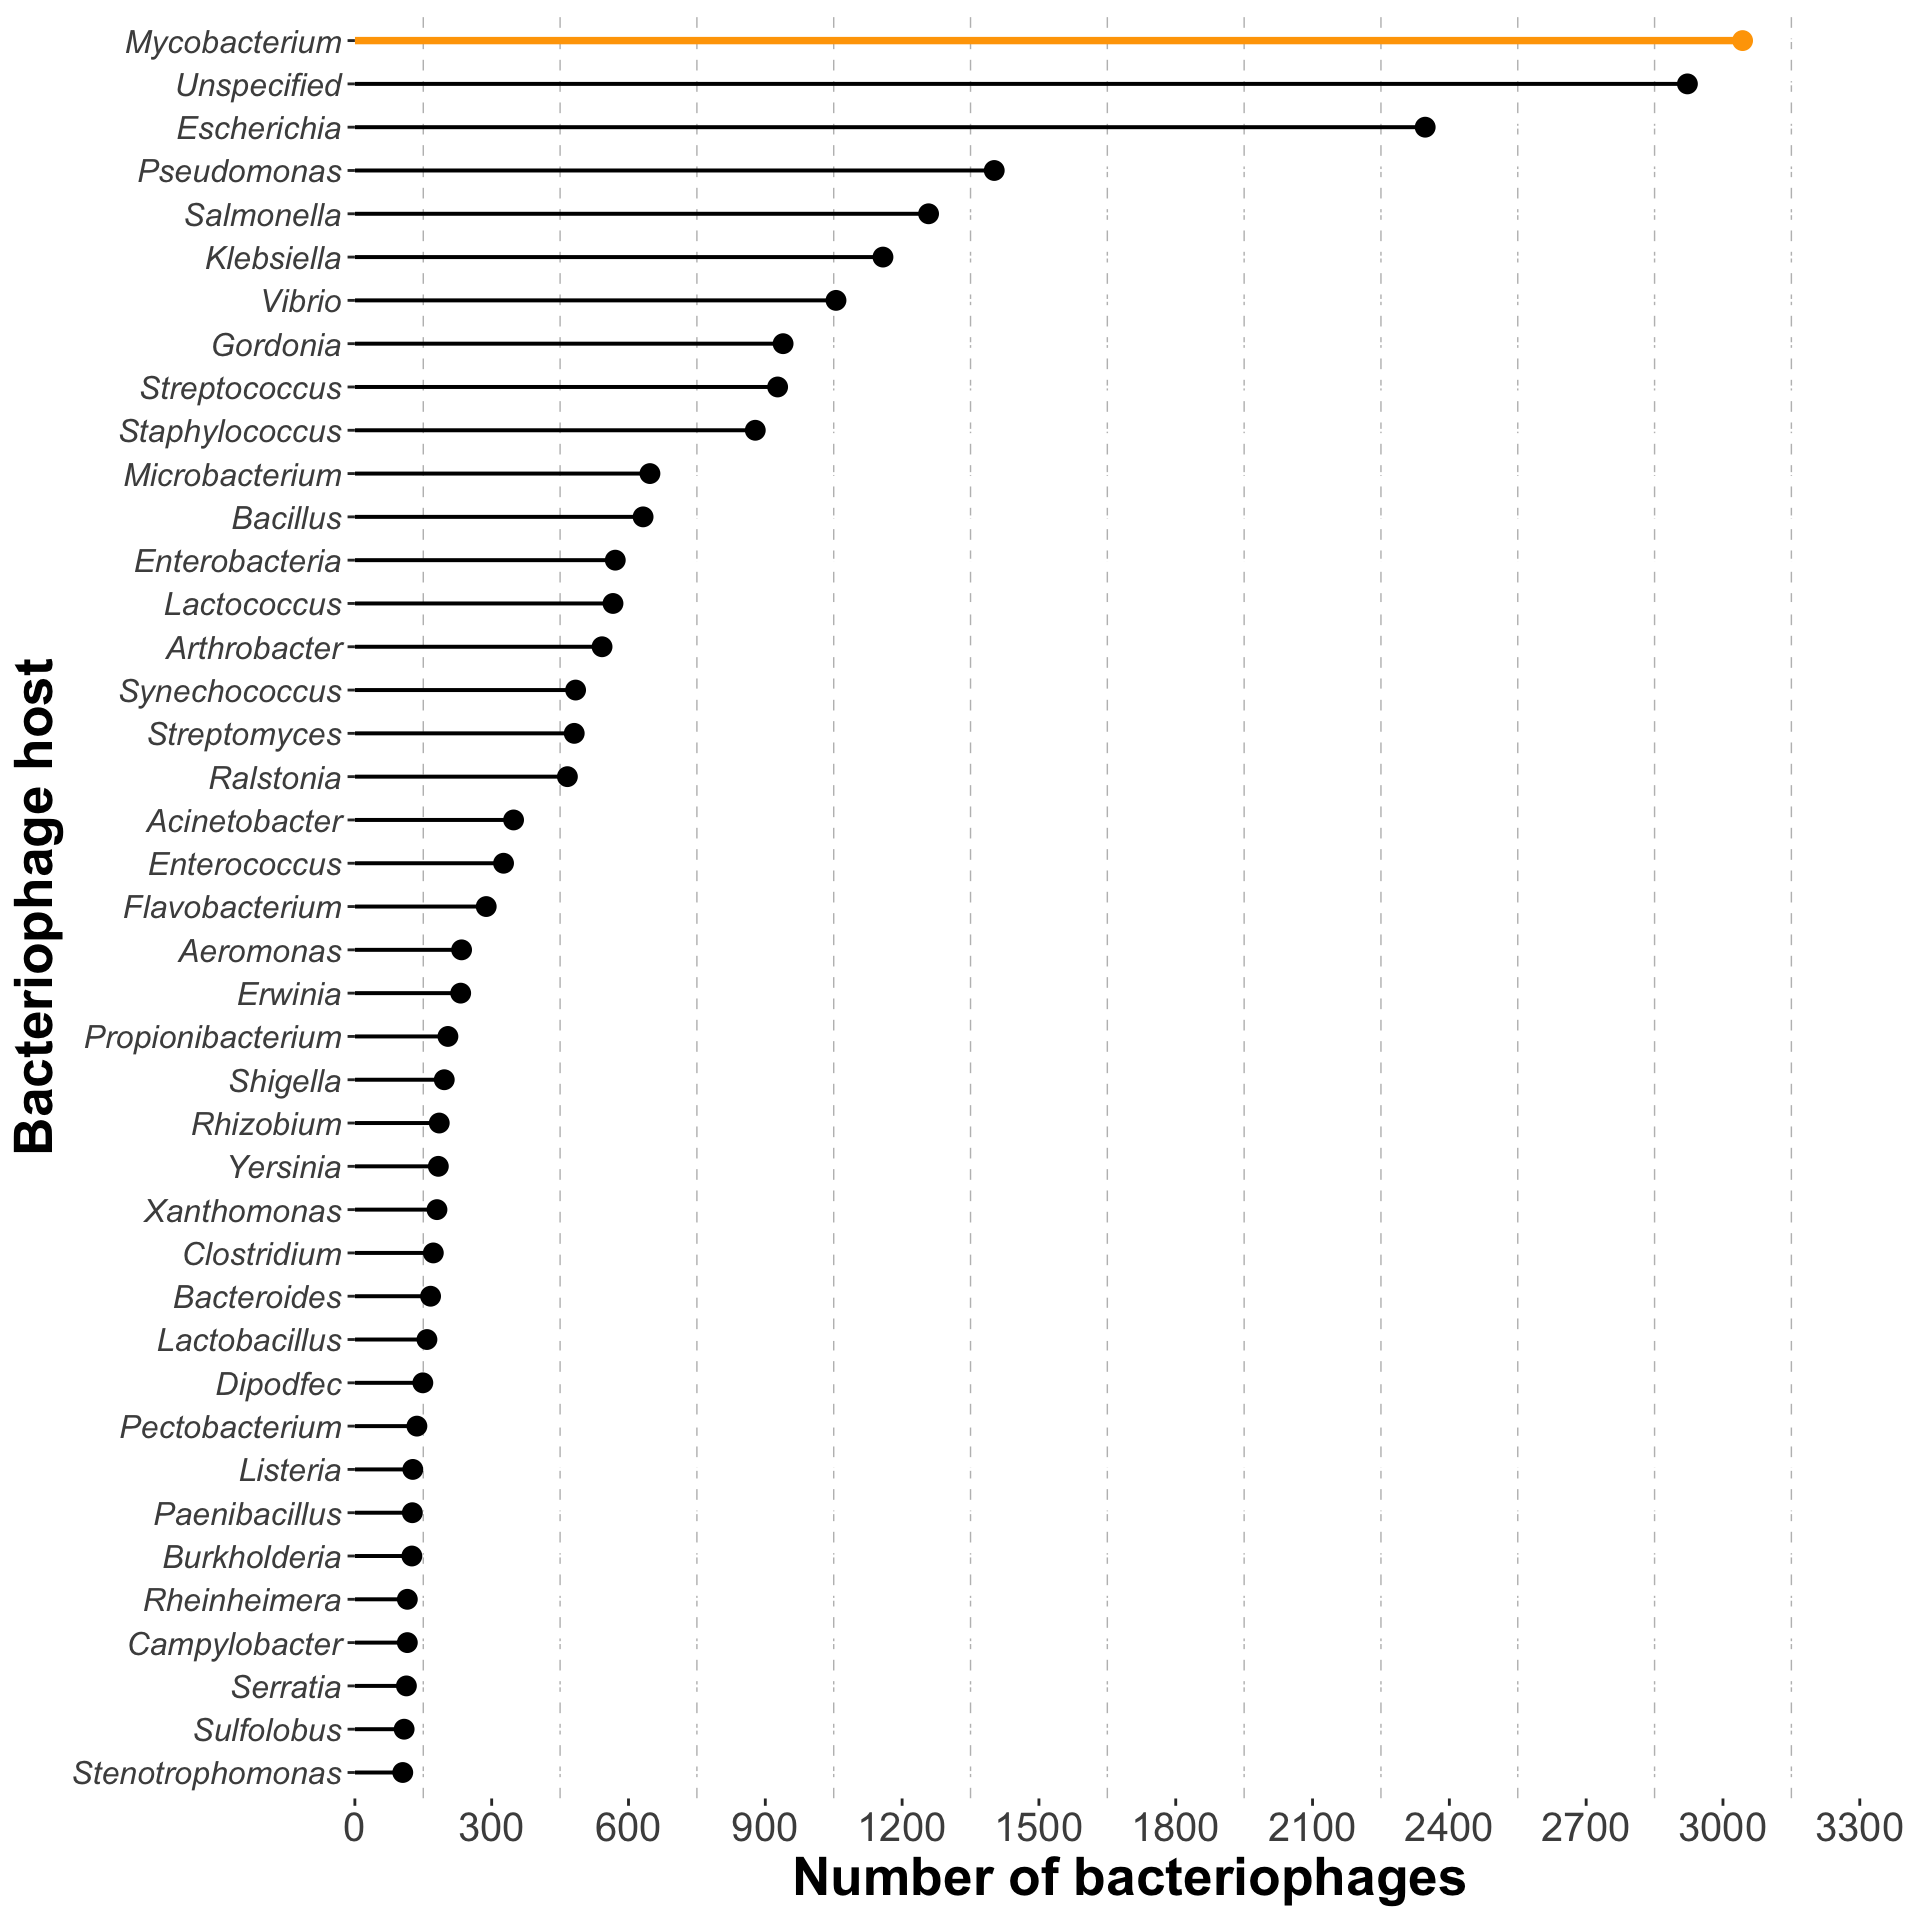 Mycobacterium
Unspecified
Escherichia
Pseudomonas
Salmonella
Klebsiella
Vibrio
Gordonia
Streptococcus
Staphylococcus
Microbacterium
Bacillus
Enterobacteria
Lactococcus
Arthrobacter
Synechococcus
Streptomyces
Ralstonia
Acinetobacter
Enterococcus
Flavobacterium
Aeromonas
Erwinia
Propionibacterium
Shigella
Rhizobium
Yersinia
Xanthomonas
Clostridium
Bacteroides
Lactobacillus
Dipodfec
Pectobacterium
Listeria
Paenibacillus
Burkholderia
Rheinheimera
Campylobacter
Serratia
Sulfolobus
Stenotrophomonas
Bacteriophage host
0 300 600 900 1200 1500 1800 2100 2400 2700 3000 3300
Number of bacteriophages